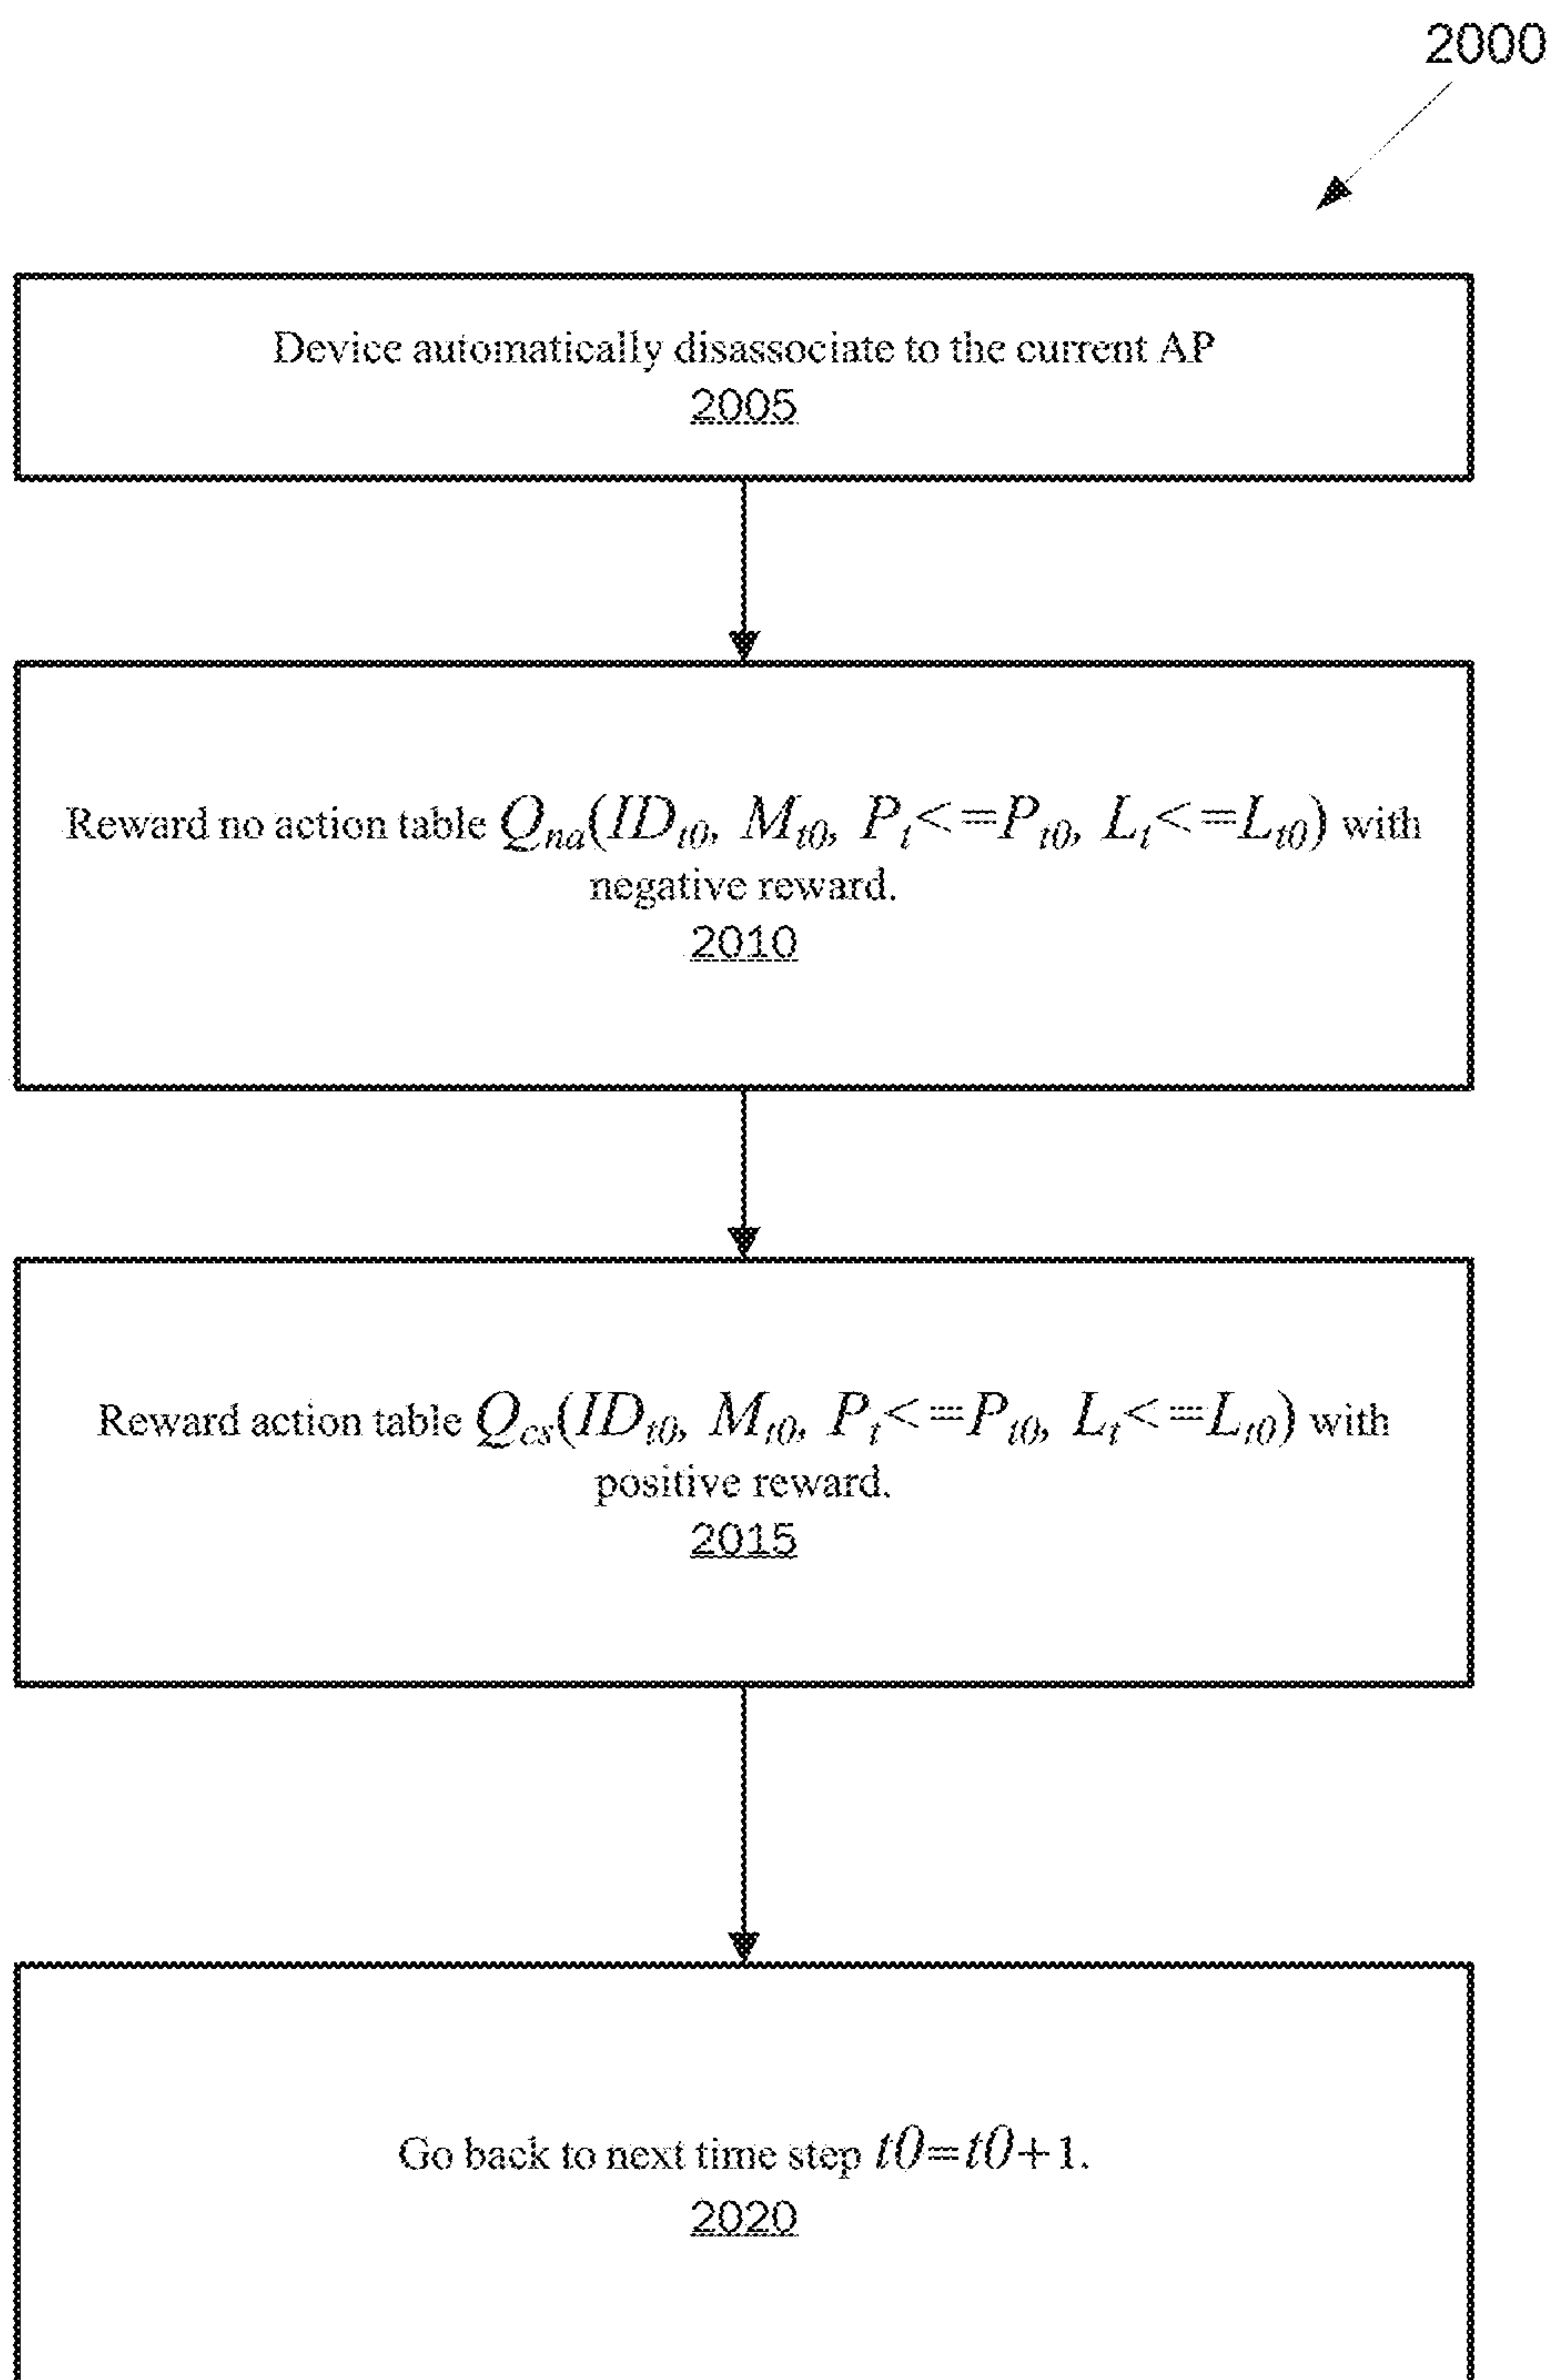 2000
Device automatically disassociate to the current AP
2005
Reward no action table Qna(IDt0, Mt0, Pt<=Pt0, Lt<=Lt0) with
negative reward.
2010
Reward action table Qcs(IDt0, Mt0, Pt<=Pt0, Lt<=Lt0) with
positive reward.
2015
Go back to next time step t0=t0+1.
2020